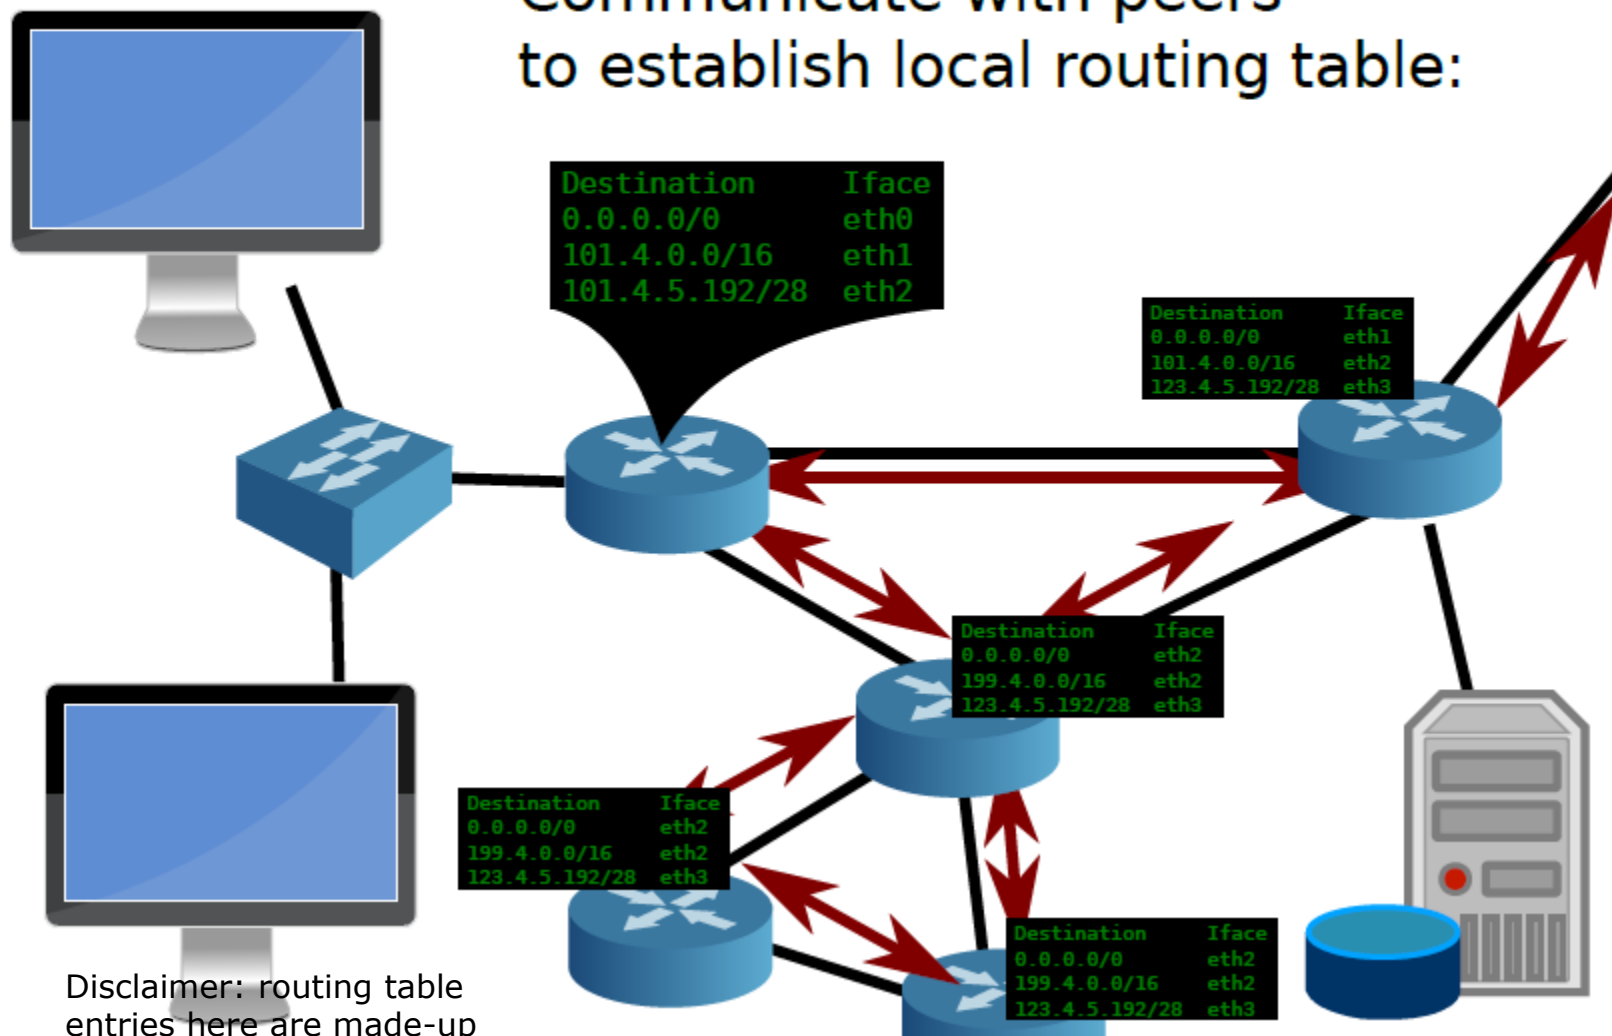 Communicate with peers
to establish local routing table:
Destination Iface
0.0.0.0/0 eth0
101.4.0.0/16 eth1
101.4.5.192/28 eth2
Destination Iface
0.0.0.0/0 eth1
101.4.0.0/16 eth2
123.4.5.192/28 eth3
Destination Iface
0.0.0.0/0 eth2
199.4.0.0/16 eth2
123.4.5.192/28 eth3
Destination Iface
0.0.0.0/0 eth2
199.4.0.0/16 eth2
123.4.5.192/28 eth3
Destination Iface
0.0.0.0/0 eth2
199.4.0.0/16 eth2
123.4.5.192/28 eth3
Disclaimer: routing table
entries here are made-up